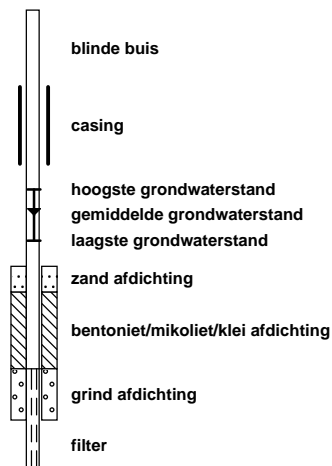 blinde buis
casing
hoogste grondwaterstand
gemiddelde grondwaterstand
laagste grondwaterstand
zand afdichting
bentoniet/mikoliet/klei afdichting
grind afdichting
filter